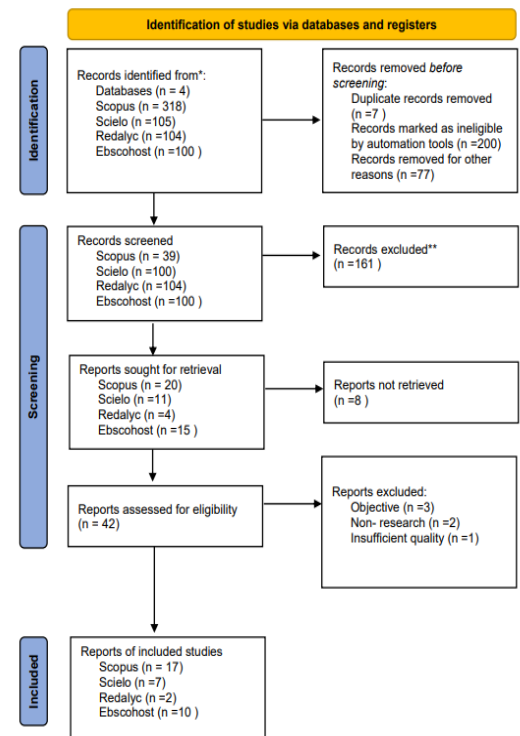 Identification of studies via databases and registers
Identification
Records identified from*:
Databases (n = 4)
Scopus (n = 318)
Scielo (n =105)
Redalyc (n =104)
Ebscohost (n =100 )
Records removed before
screening:
Duplicate records removed
(n =7 )
Records marked as ineligible
by automation tools (n =200)
Records removed for other
reasons (n =77)
Screening
Records screened
Scopus (n = 39)
Scielo (n =100)
Redalyc (n =104)
Ebscohost (n =100 )
Records excluded**
(n =161 )
Reports sought for retrieval
Scopus (n = 20)
Scielo (n =11)
Redalyc (n =4)
Ebscohost (n =15 )
Reports not retrieved
(n =8 )
Reports assessed for eligibility
(n = 42)
Reports excluded:
Objective (n =3)
Non- research (n =2)
Insufficient quality (n =1)
Included
Reports of included studies
Scopus (n = 17)
Scielo (n =7)
Redalyc (n =2)
Ebscohost (n =10 )